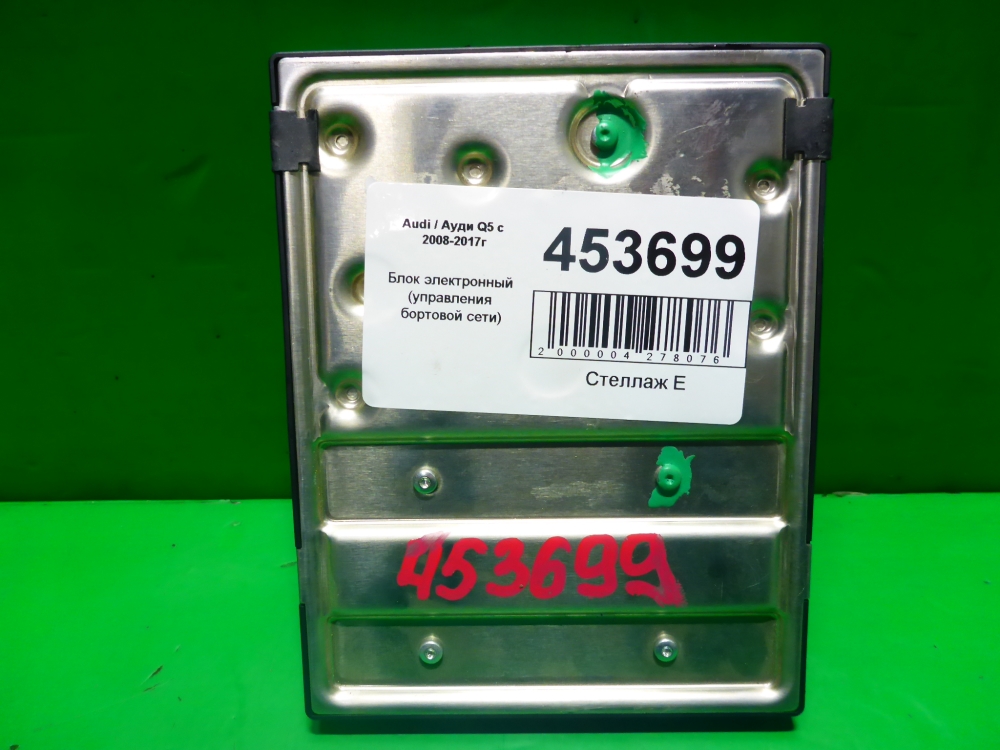 Audi / Ауди Q5 с
2008-2017г
Блок электронный
(управления
бортовой сети)
453699
2 000004 278076
Стеллаж Е
453699